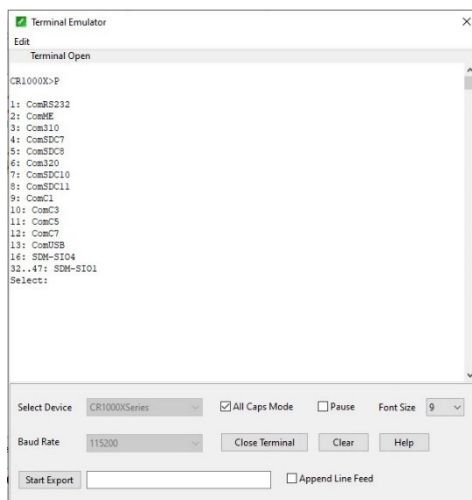 Terminal Emulator
Edit
Terminal Open
CR1000X>P
1: ComRS232
2: ComME
3: Com310
4: ComSDC7
5: ComSDC8
6: Com320
7: ComSDC10
8: ComSDC11
9: ComC1
10: ComC3
11: ComC5
12: ComC7
13: ComUSB
16: SDM-SIO4
32..47: SDM-SIO1
Select:
Select Device CR1000XSeries All Caps Mode Pause Font Size 9
Baud Rate 115200 Close Terminal Clear Help
Start Export Append Line Feed